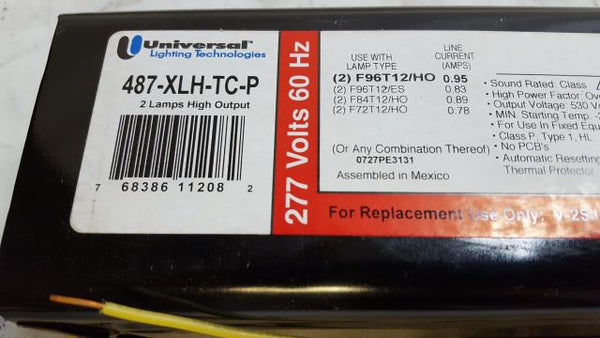 Universal
Lighting Technologies
487-XLH-TC-P
2 Lamps High Output
7 68386 11208 2
277 Volts 60 Hz
USE WITH LAMP TYPE
LINE CURRENT (AMPS)
(2) F96T12/HO 0.95
(2) F96T12/ES 0.83
(2) F84T12/HO 0.89
(2) F72T12/HO 0.78
(Or Any Combination Thereof)
0727PE3131
Assembled in Mexico
• Sound Rated: Class
• High Power Factor: Ove
• Output Voltage: 530 V
• MIN. Starting Temp. -2
• For Use In Fixed Equi
• Class P, Type 1, HL
• No PCB's
• Automatic Resetting
Thermal Protector
For Replacement Use Only: